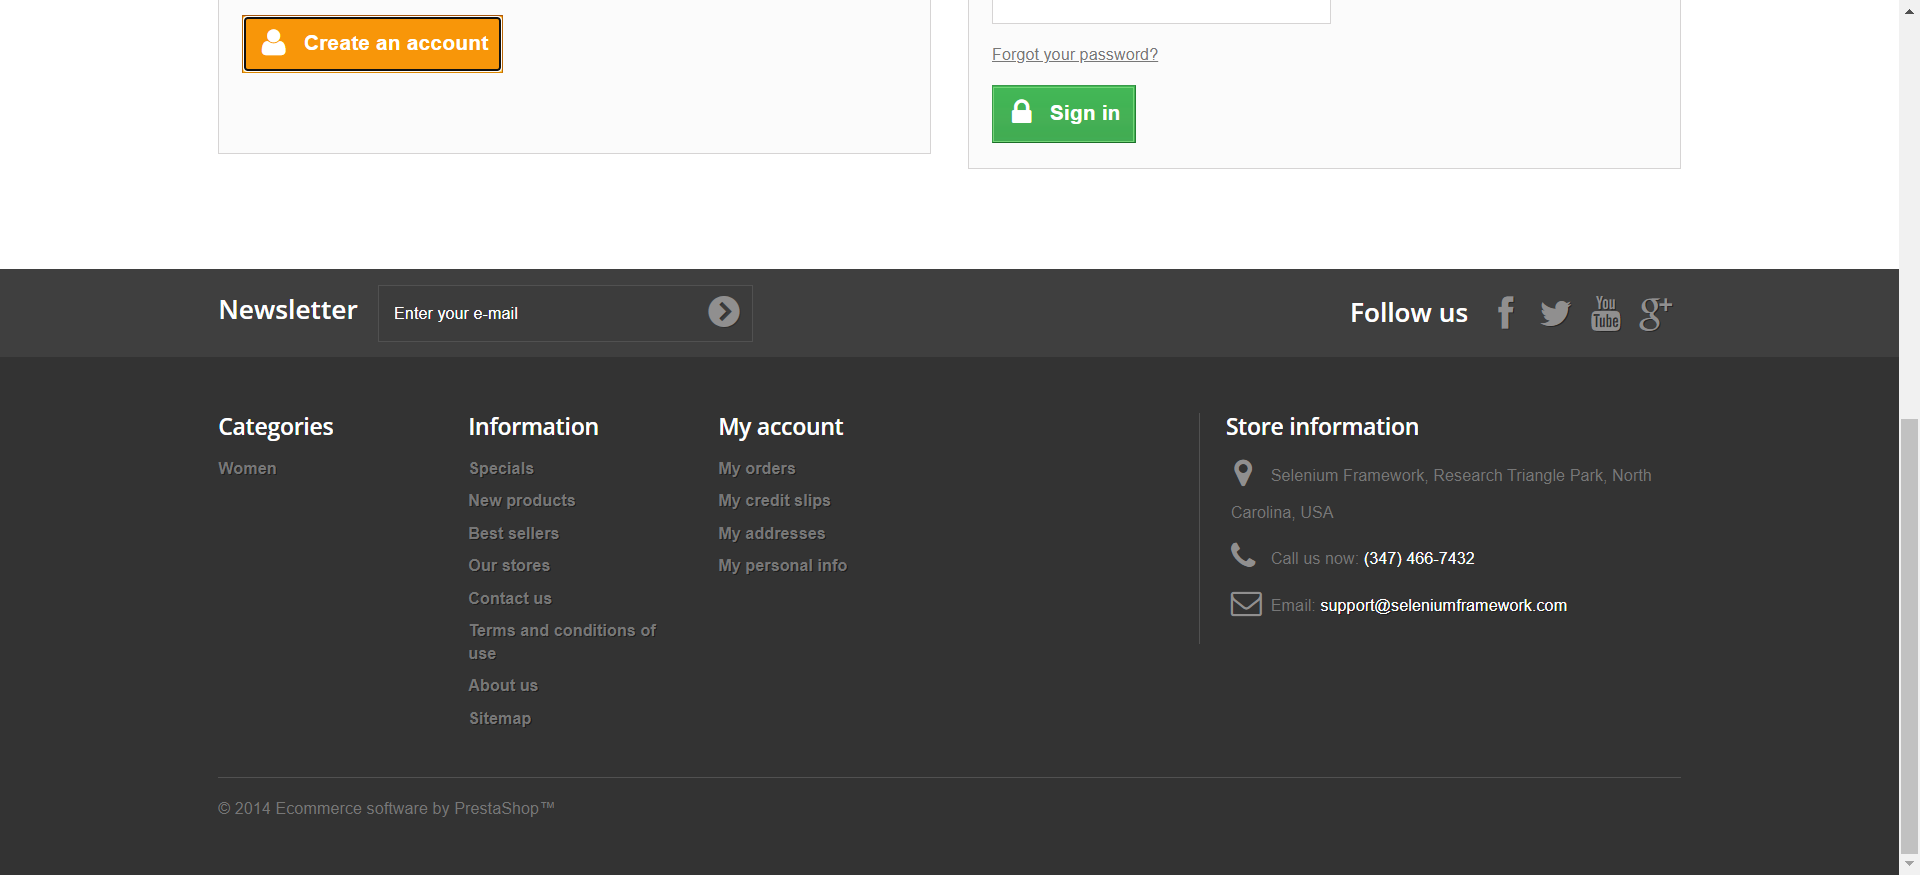 Create an account
Forgot your password?
Sign in
Newsletter
Enter your e-mail
Follow us
You
Tube
g+
Categories
Women
Information
Specials
New products
Best sellers
Our stores
Contact us
Terms and conditions of
use
About us
Sitemap
My account
My orders
My credit slips
My addresses
My personal info
Store information
Selenium Framework, Research Triangle Park, North
Carolina, USA
Call us now: (347) 466-7432
Email: support@seleniumframework.com
© 2014 Ecommerce software by PrestaShop™